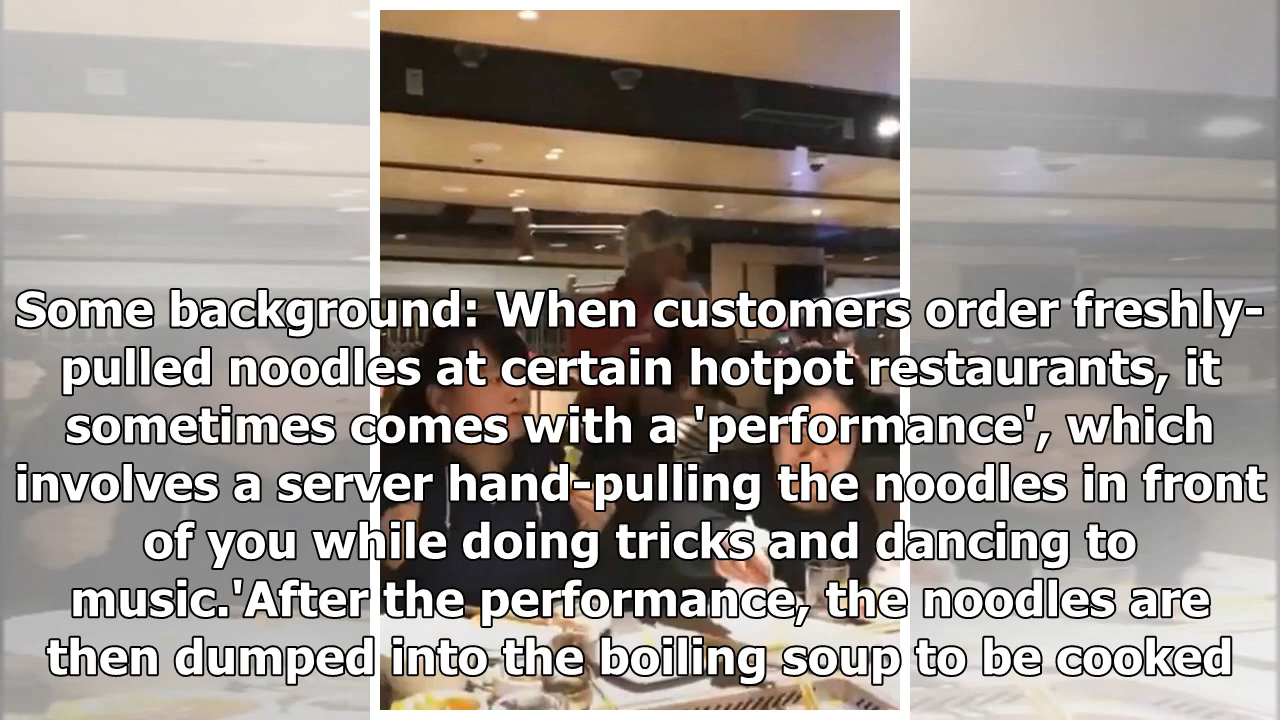 Some background: When customers order freshly-
pulled noodles at certain hotpot restaurants, it
sometimes comes with a 'performance', which
involves a server hand-pulling the noodles in front
of you while doing tricks and dancing to
music.'After the performance, the noodles are
then dumped into the boiling soup to be cooked